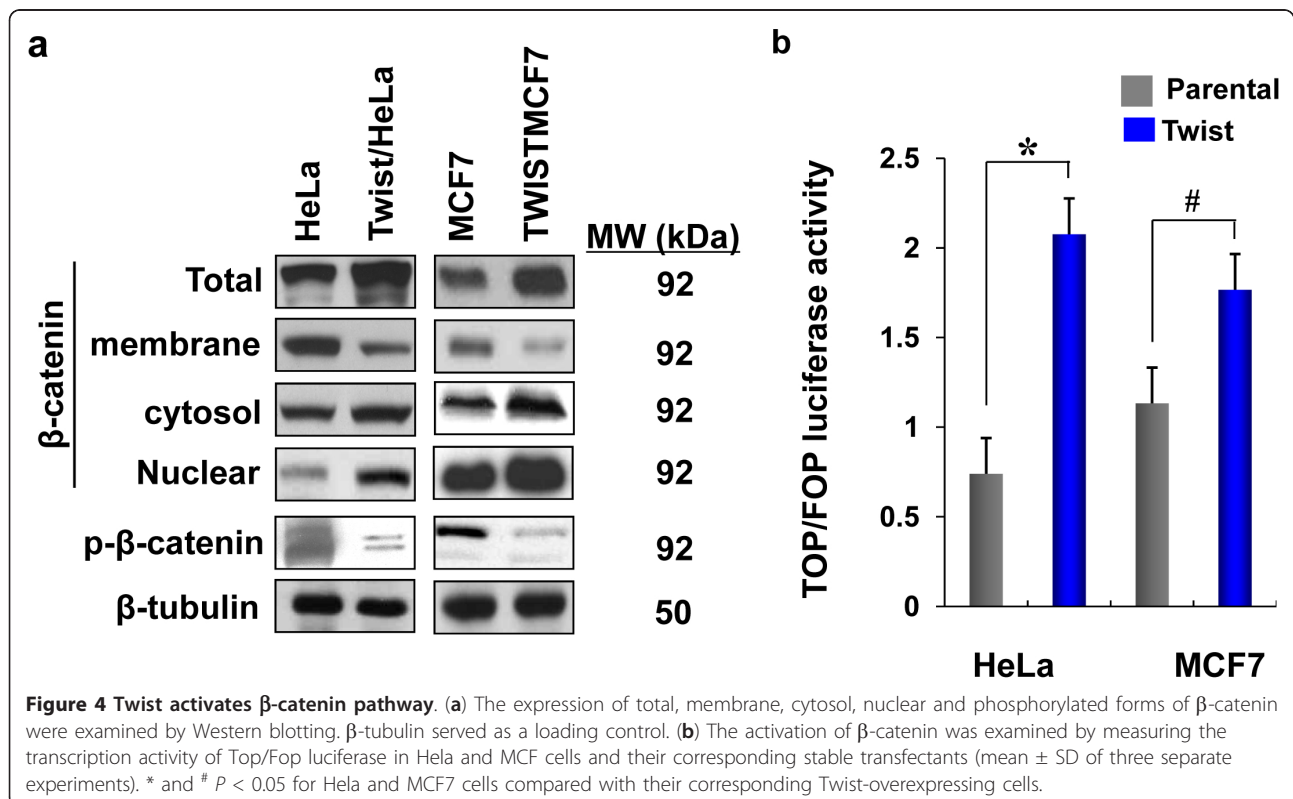 a
HeLa
Twist/HeLa
MCF7
TWISTMCF7
MW (kDa)
β-catenin
Total
92
membrane
92
cytosol
92
Nuclear
92
p-β-catenin
92
β-tubulin
50
b
Parental
Twist
TOP/FOP luciferase activity
2.5
2
1.5
1
0.5
0
*
#
HeLa
MCF7
Figure 4 Twist activates β-catenin pathway. (a) The expression of total, membrane, cytosol, nuclear and phosphorylated forms of β-catenin
were examined by Western blotting. β-tubulin served as a loading control. (b) The activation of β-catenin was examined by measuring the
transcription activity of Top/Fop luciferase in Hela and MCF cells and their corresponding stable transfectants (mean ± SD of three separate
experiments). * and # P < 0.05 for Hela and MCF7 cells compared with their corresponding Twist-overexpressing cells.